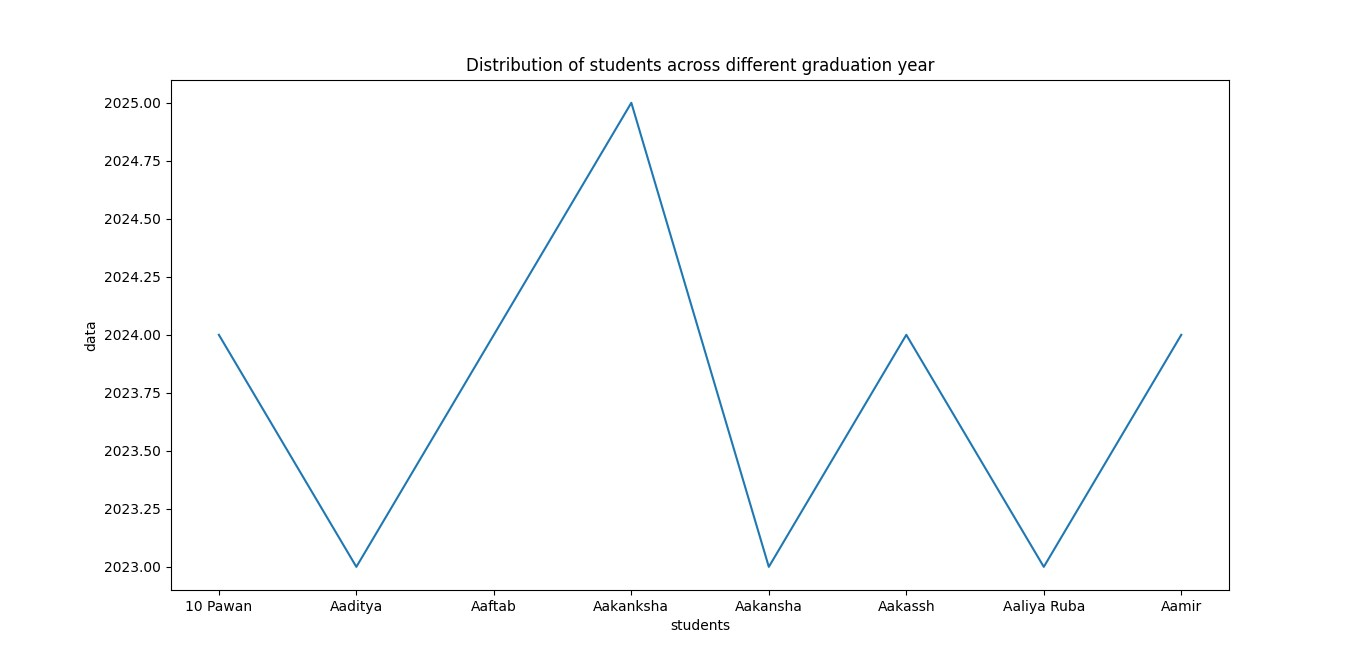 Distribution of students across different graduation year
2025.00
2024.75
2024.50
2024.25
2024.00
2023.75
2023.50
2023.25
2023.00
data
10 Pawan Aaditya Aaftab Aakanksha Aakansha Aakassh Aaliya Ruba Aamir
students